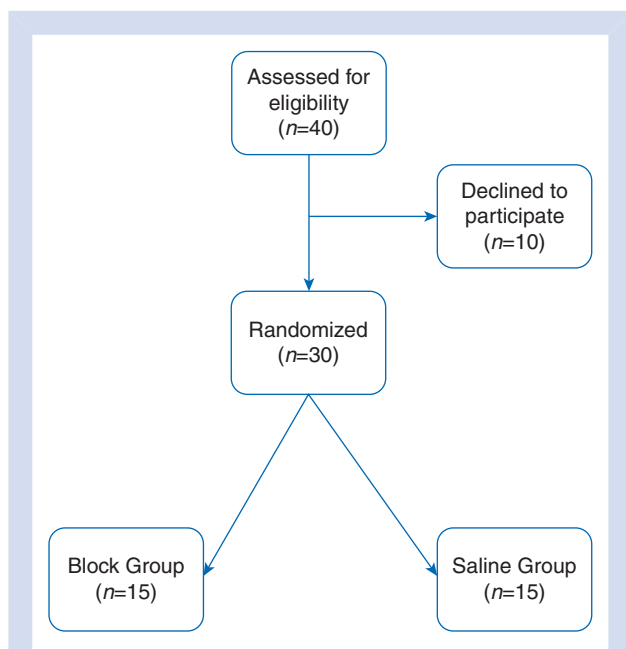 Assessed for
eligibility
(n=40)
Declined to
participate
(n=10)
Randomized
(n=30)
Block Group
(n=15)
Saline Group
(n=15)